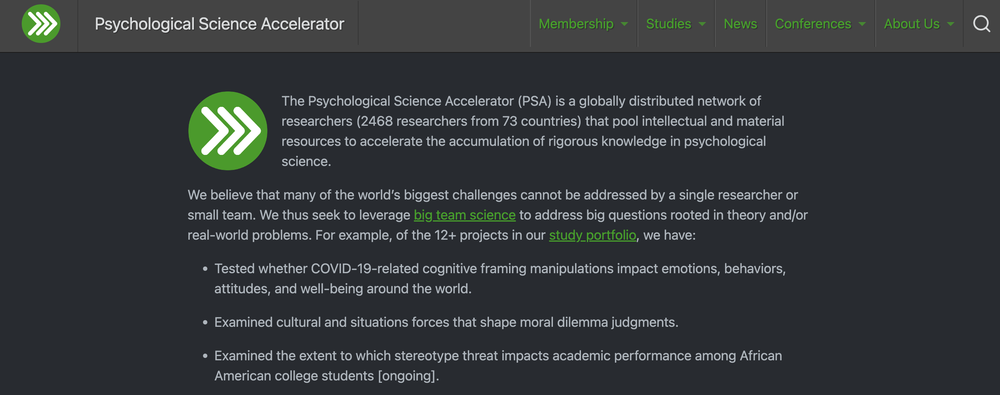 Psychological Science Accelerator
Membership
Studies
News
Conferences
About Us
The Psychological Science Accelerator (PSA) is a globally distributed network of
researchers (2468 researchers from 73 countries) that pool intellectual and material
resources to accelerate the accumulation of rigorous knowledge in psychological
science.
We believe that many of the world’s biggest challenges cannot be addressed by a single researcher or
small team. We thus seek to leverage big team science to address big questions rooted in theory and/or
real-world problems. For example, of the 12+ projects in our study portfolio, we have:
• Tested whether COVID-19-related cognitive framing manipulations impact emotions, behaviors,
attitudes, and well-being around the world.
• Examined cultural and situations forces that shape moral dilemma judgments.
• Examined the extent to which stereotype threat impacts academic performance among African
American college students [ongoing].